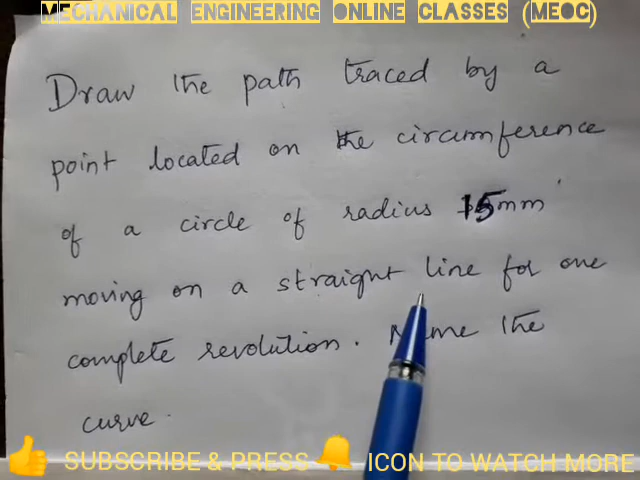 MECHANICAL ENGINEERING ONLINE CLASSES (MEOC)
Draw the path traced by a
point located on the circumference
of a circle of radius 15mm
moving on a straight line for one
complete revolution. Name the
curve.
SUBSCRIBE & PRESS ICON TO WATCH MORE